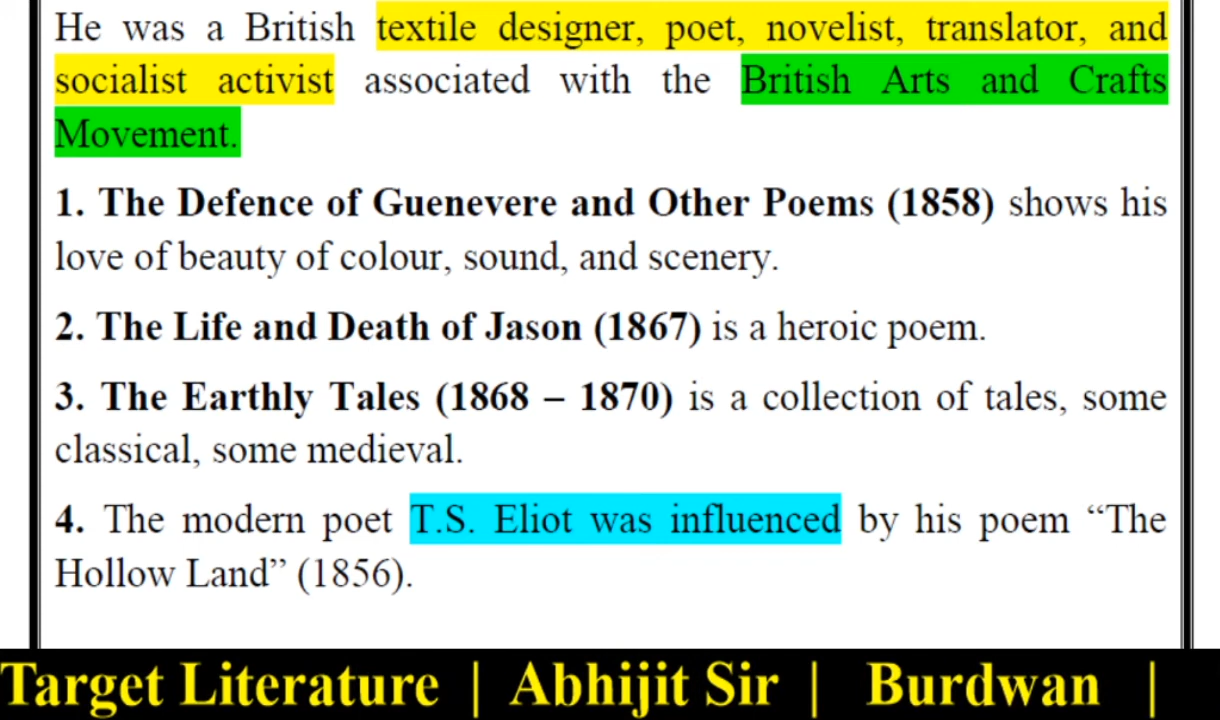 He was a British textile designer, poet, novelist, translator, and
socialist activist associated with the British Arts and Crafts
Movement.
1. The Defence of Guenevere and Other Poems (1858) shows his
love of beauty of colour, sound, and scenery.
2. The Life and Death of Jason (1867) is a heroic poem.
3. The Earthly Tales (1868 – 1870) is a collection of tales, some
classical, some medieval.
4. The modern poet T.S. Eliot was influenced by his poem “The
Hollow Land” (1856).
Target Literature | Abhijit Sir | Burdwan |